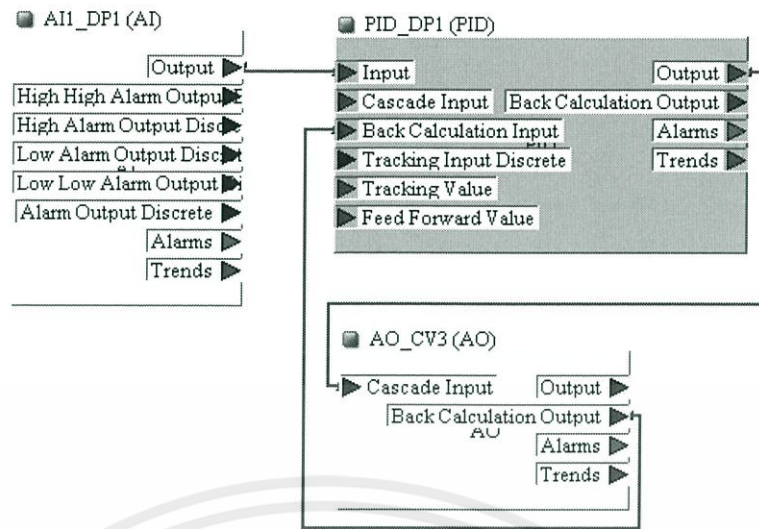 AI1_DP1 (AI)
Output
High High Alarm Output
High Alarm Output Disc
Low Alarm Output Disc
Low Low Alarm Output
Alarm Output Discrete
Alarms
Trends
PID_DP1 (PID)
Input
Cascade Input
Back Calculation Input
Tracking Input Discrete
Tracking Value
Feed Forward Value
Output
Back Calculation Output
Alarms
Trends
AO_CV3 (AO)
Cascade Input
Output
Back Calculation Output
AO
Alarms
Trends